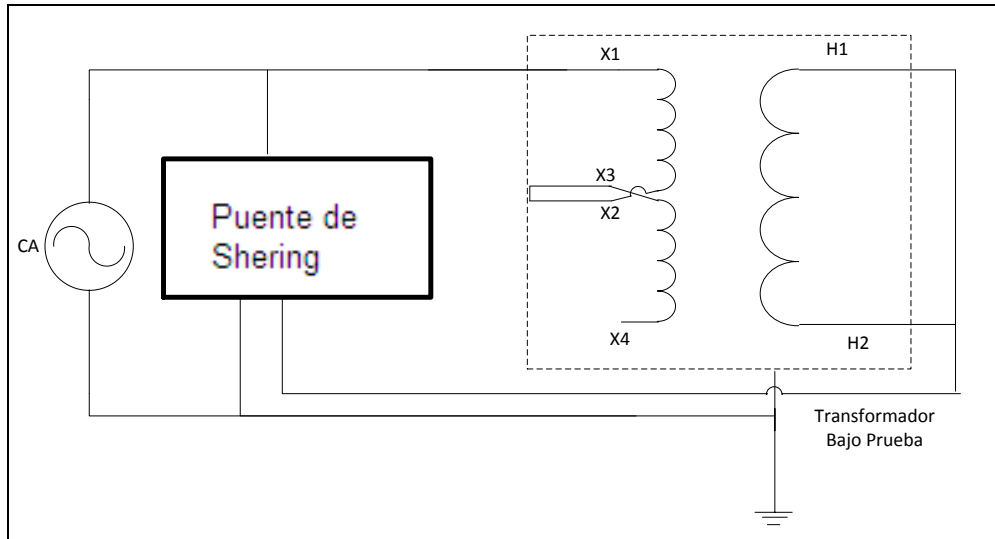 X1
H1
Puente de
Shering
X3
X2
CA
X4
H2
Transformador
Bajo Prueba